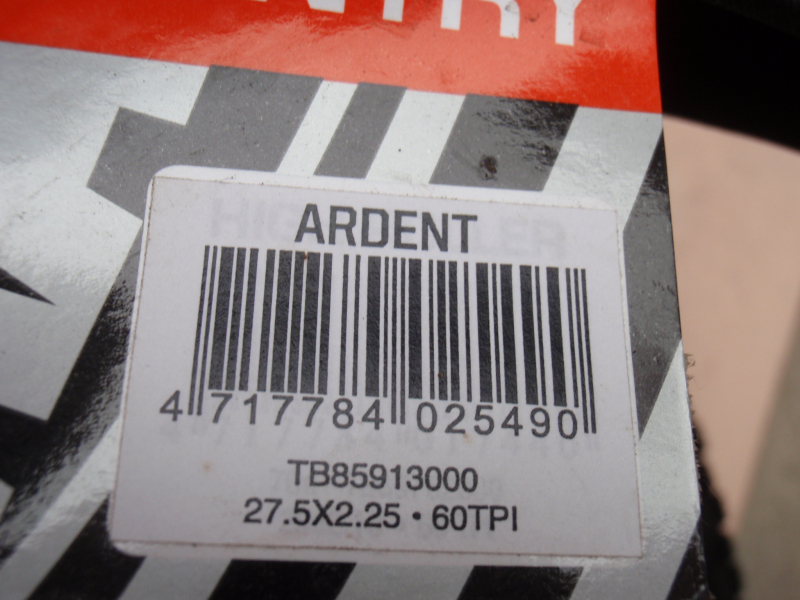 ARDENT
4 717784 025490
TB85913000
27.5X2.25 • 60TPI